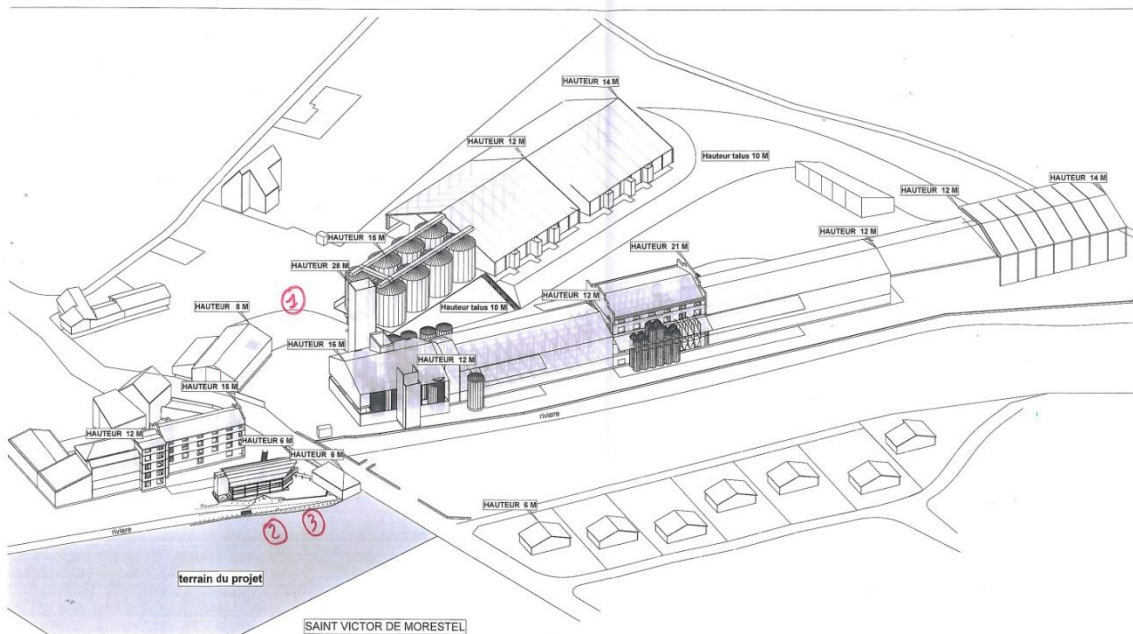 HAUTEUR 14 M
HAUTEUR 12 M
Hauteur talus 10 M
HAUTEUR 14 M
HAUTEUR 12 M
HAUTEUR 12 M
HAUTEUR 15 M
HAUTEUR 21 M
HAUTEUR 28 M
HAUTEUR 12 M
1
HAUTEUR 8 M
Hauteur talus 10 M
HAUTEUR 16 M
HAUTEUR 12 M
HAUTEUR 15 M
riviere
HAUTEUR 12 M
HAUTEUR 6 M
HAUTEUR 6 M
HAUTEUR 6 M
2
3
riviere
terrain du projet
SAINT VICTOR DE MORESTEL